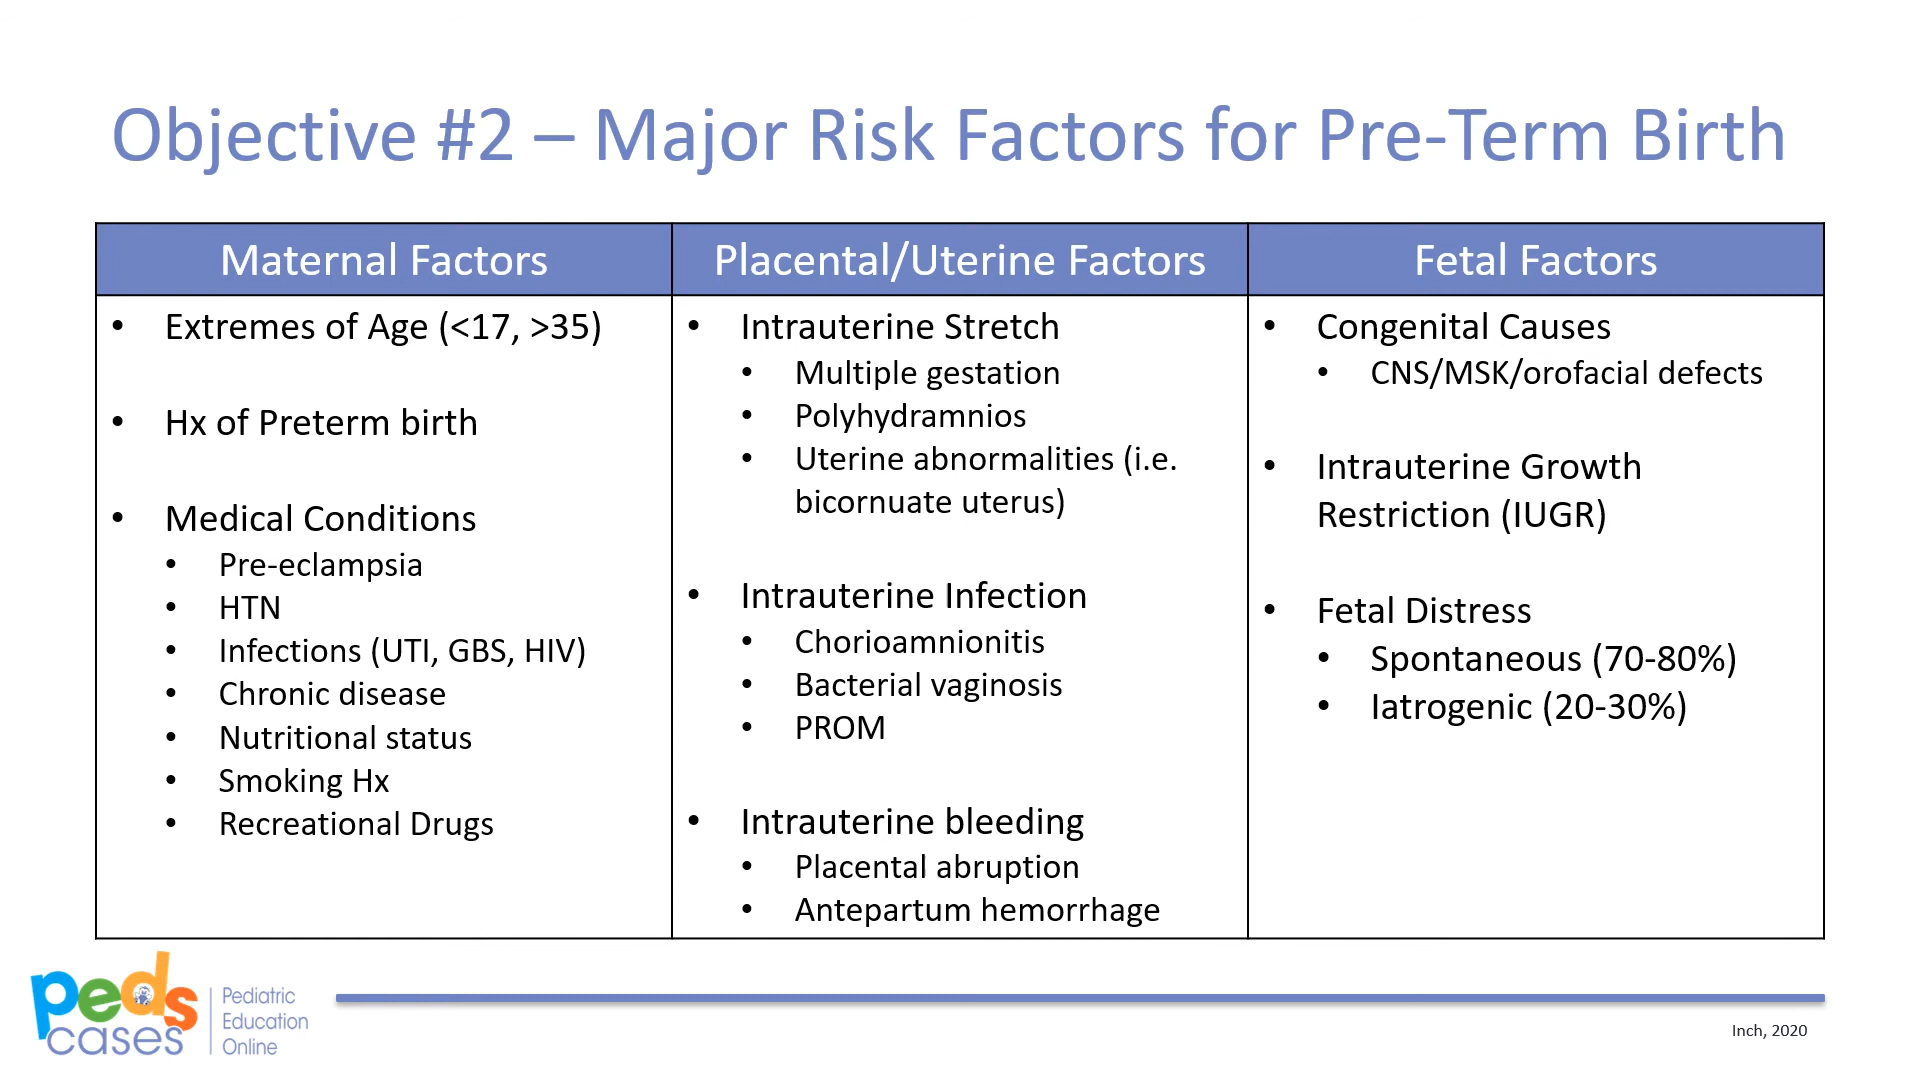 Objective #2 – Major Risk Factors for Pre-Term Birth
Maternal Factors
• Extremes of Age (<17, >35)
• Hx of Preterm birth
• Medical Conditions
• Pre-eclampsia
• HTN
• Infections (UTI, GBS, HIV)
• Chronic disease
• Nutritional status
• Smoking Hx
• Recreational Drugs
Placental/Uterine Factors
• Intrauterine Stretch
• Multiple gestation
• Polyhydramnios
• Uterine abnormalities (i.e.
bicornuate uterus)
• Intrauterine Infection
• Chorioamnionitis
• Bacterial vaginosis
• PROM
• Intrauterine bleeding
• Placental abruption
• Antepartum hemorrhage
Fetal Factors
• Congenital Causes
• CNS/MSK/orofacial defects
• Intrauterine Growth
Restriction (IUGR)
• Fetal Distress
• Spontaneous (70-80%)
• Iatrogenic (20-30%)
peds
cases
Pediatric
Education
Online
Inch, 2020